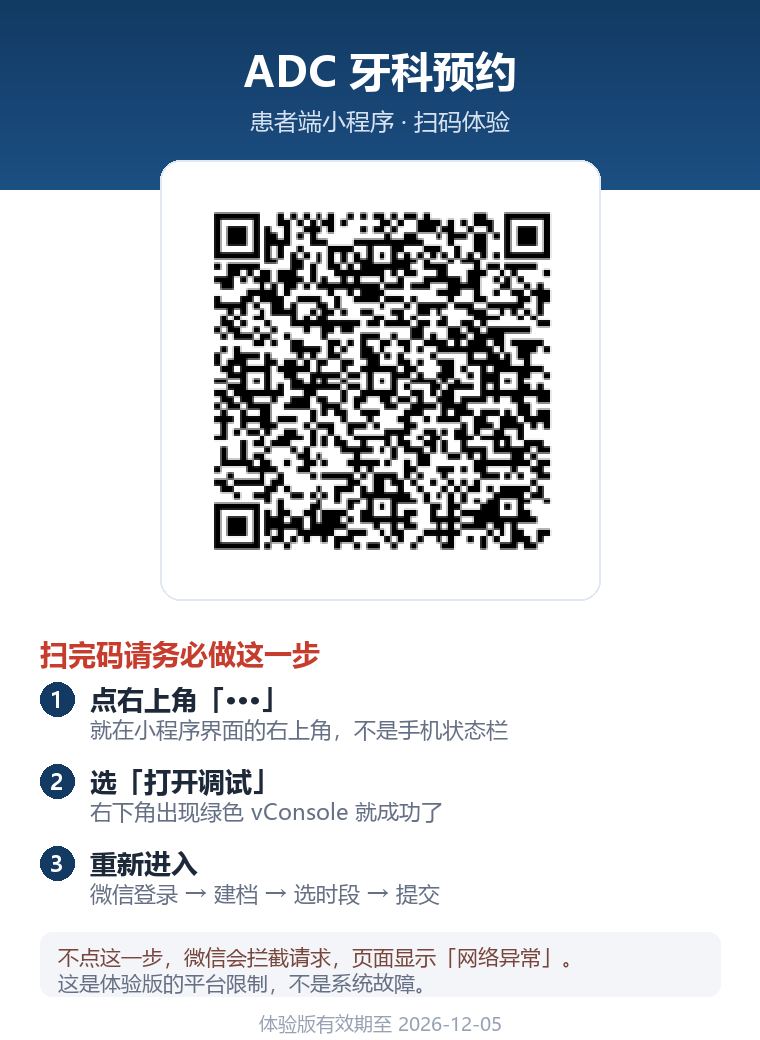 ADC 牙科预约
患者端小程序 · 扫码体验
扫完码请务必做这一步
1 点右上角「•••」
就在小程序界面的右上角，不是手机状态栏
2 选「打开调试」
右下角出现绿色 vConsole 就成功了
3 重新进入
微信登录 → 建档 → 选时段 → 提交
不点这一步，微信会拦截请求，页面显示「网络异常」。
这是体验版的平台限制，不是系统故障。
体验版有效期至 2026-12-05